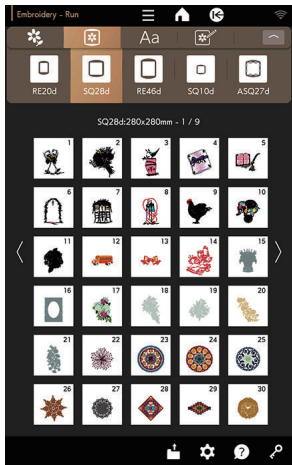 Embroidery - Run
Aa
RE20d SQ28d RE46d SQ10d ASQ27d
SQ28d:280x280mm - 1 / 9
1 2 3 4 5
6 7 8 9 10
11 12 13 14 15
16 17 18 19 20
21 22 23 24 25
26 27 28 29 30
?